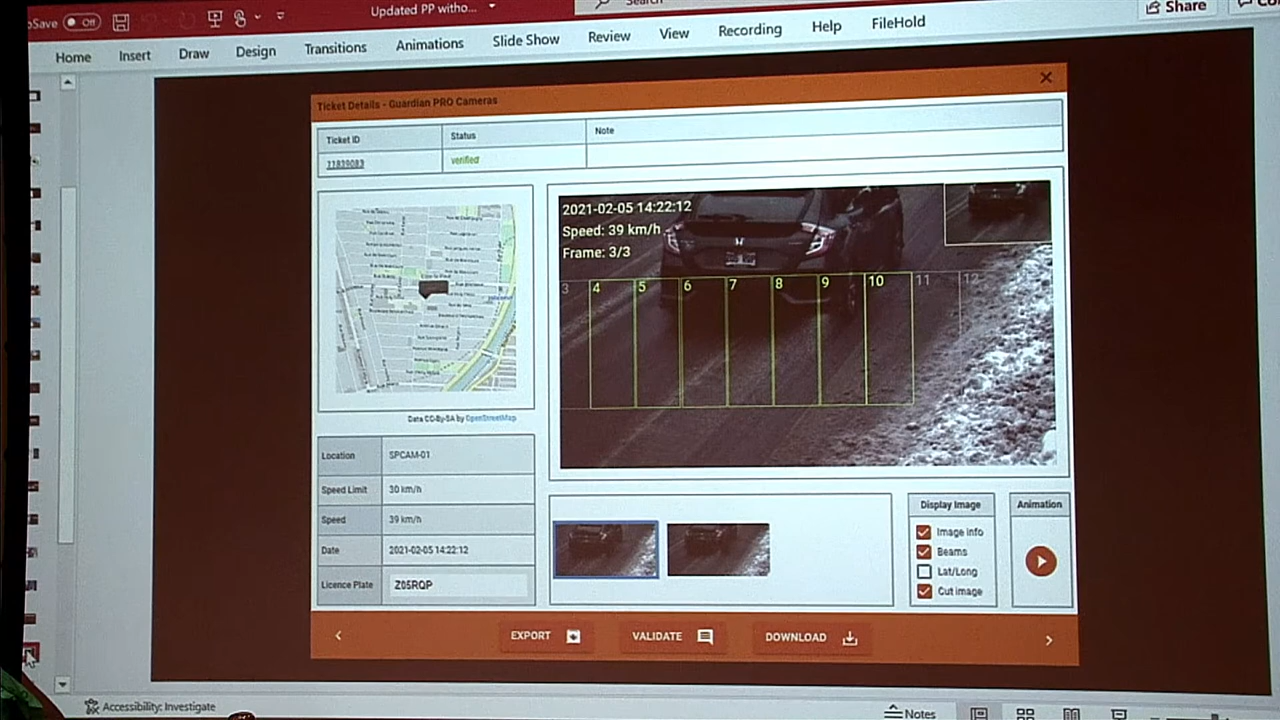 Save Off
Updated PP witho...
Search
Share
Home Insert Draw Design Transitions Animations Slide Show Review View Recording Help FileHold
Ticket Details - Guardian PRO Cameras
Ticket ID Status Note
verified
2021-02-05 14:22:12
Speed: 39 km/h
Frame: 3/3
3 4 5 6 7 8 9 10 11 12
Data CC-By-SA by OpenStreetMap
Location SPCAM-01
Speed Limit 30 km/h
Speed 39 km/h
Date 2021-02-05 14:22:12
Licence Plate Z05RQP
Display Image
Image info
Beams
Lat/Long
Cut image
Animation
EXPORT VALIDATE DOWNLOAD
Accessibility: Investigate
Notes